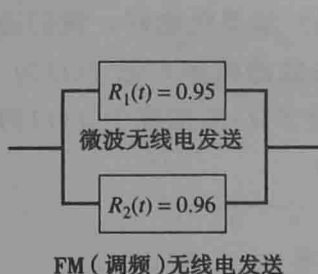 R₁(t) = 0.95
微波无线电发送
R₂(t) = 0.96
FM（调频）无线电发送